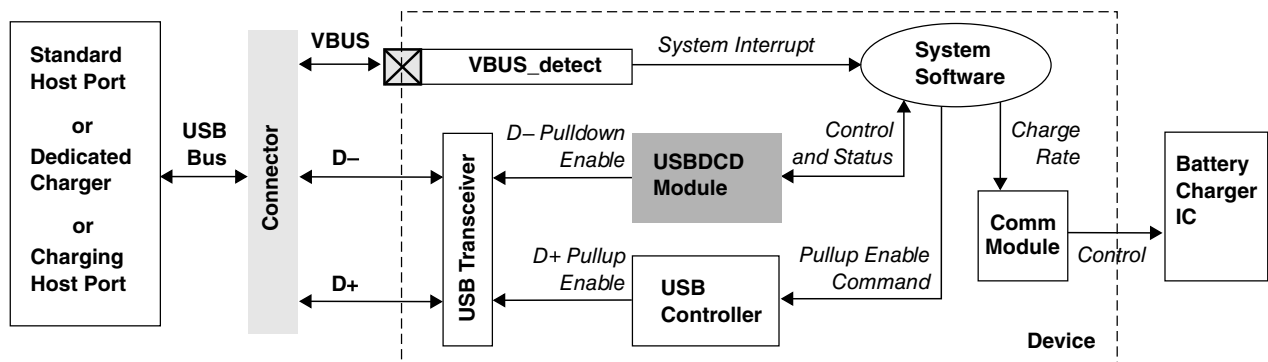 Standard
Host Port
or
Dedicated
Charger
or
Charging
Host Port
USB
Bus
Connector
VBUS
D–
D+
VBUS_detect
System Interrupt
System
Software
USB Transceiver
D– Pulldown
Enable
USBDCD
Module
Control
and Status
Charge
Rate
D+ Pullup
Enable
USB
Controller
Pullup Enable
Command
Comm
Module
Control
Battery
Charger
IC
Device